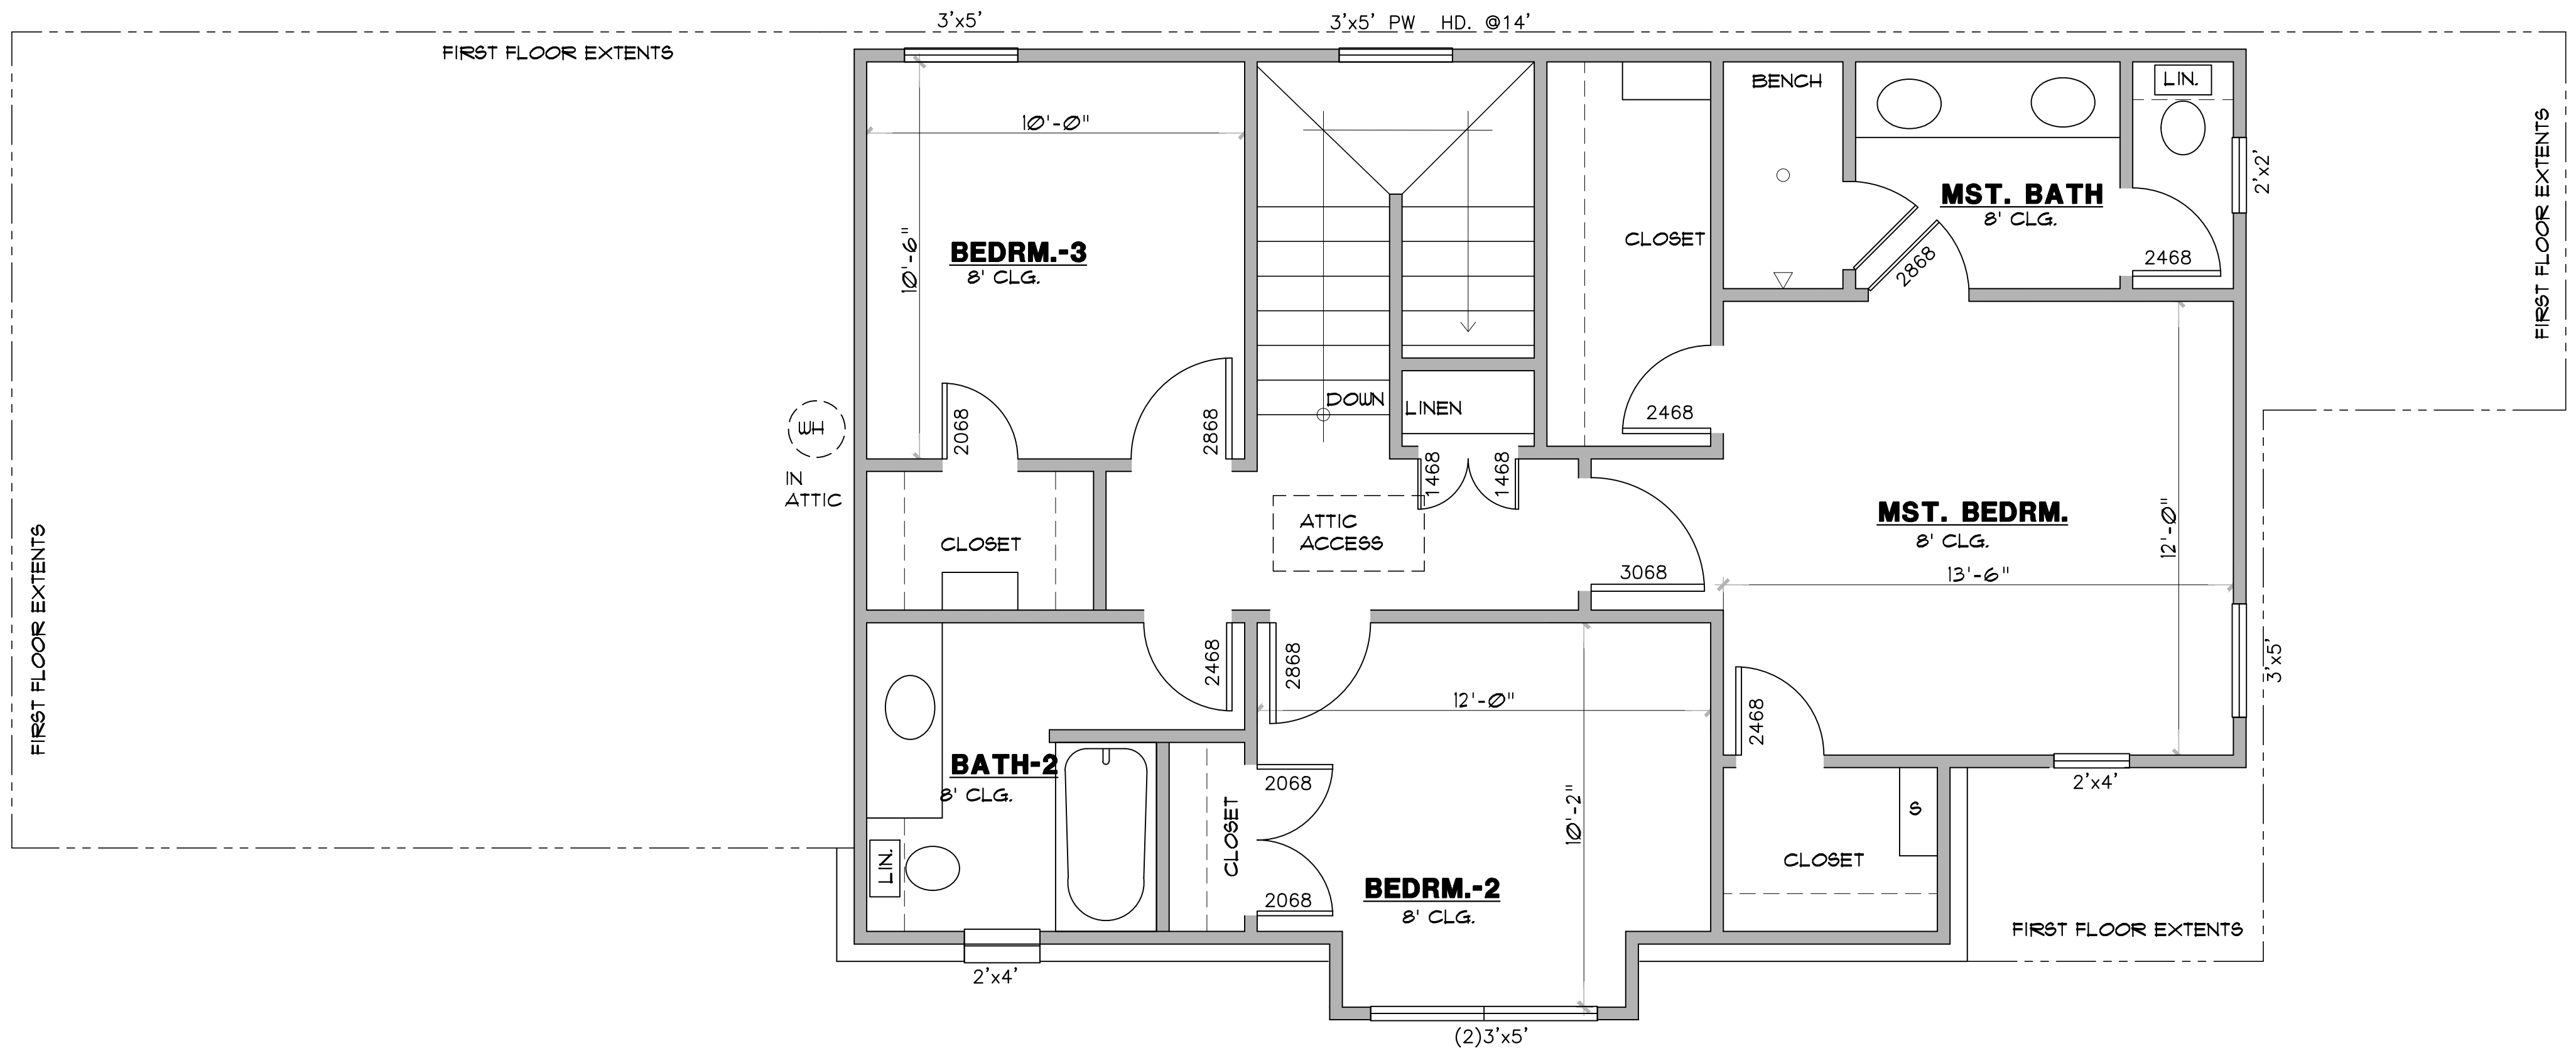 3'x5'
3'x5' PW HD. @14'
FIRST FLOOR EXTENTS
BENCH
LIN.
10'-0"
FIRST FLOOR EXTENTS
2'x2'
MST. BATH
8' CLG.
10'-6"
BEDRM.-3
8' CLG.
CLOSET
2868
2468
DOWN
LINEN
2468
2068
2868
WH
IN
ATTIC
1468
1468
ATTIC
ACCESS
MST. BEDRM.
8' CLG.
12'-0"
13'-6"
CLOSET
3068
FIRST FLOOR EXTENTS
2468
2868
12'-0"
2468
3'x5'
BATH-2
8' CLG.
2068
CLOSET
2068
10'-2"
2'x4'
S
CLOSET
LIN.
BEDRM.-2
8' CLG.
FIRST FLOOR EXTENTS
2'x4'
(2)3'x5'